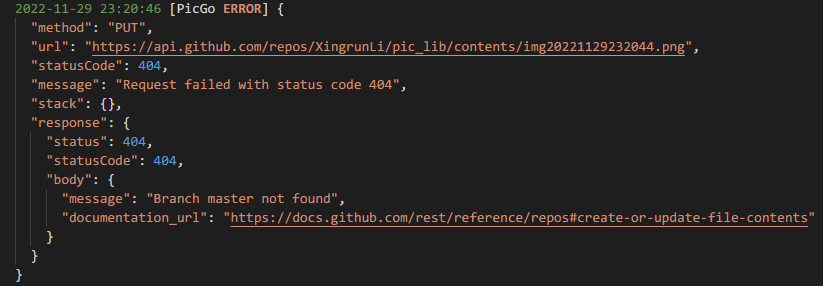 2022-11-29 23:20:46 [PicGo ERROR] {
"method": "PUT",
"url": "https://api.github.com/repos/XingrunLi/pic_lib/contents/img20221129232044.png",
"statusCode": 404,
"message": "Request failed with status code 404",
"stack": {},
"response": {
"status": 404,
"statusCode": 404,
"body": {
"message": "Branch master not found",
"documentation_url": "https://docs.github.com/rest/reference/repos#create-or-update-file-contents"
}
}
}